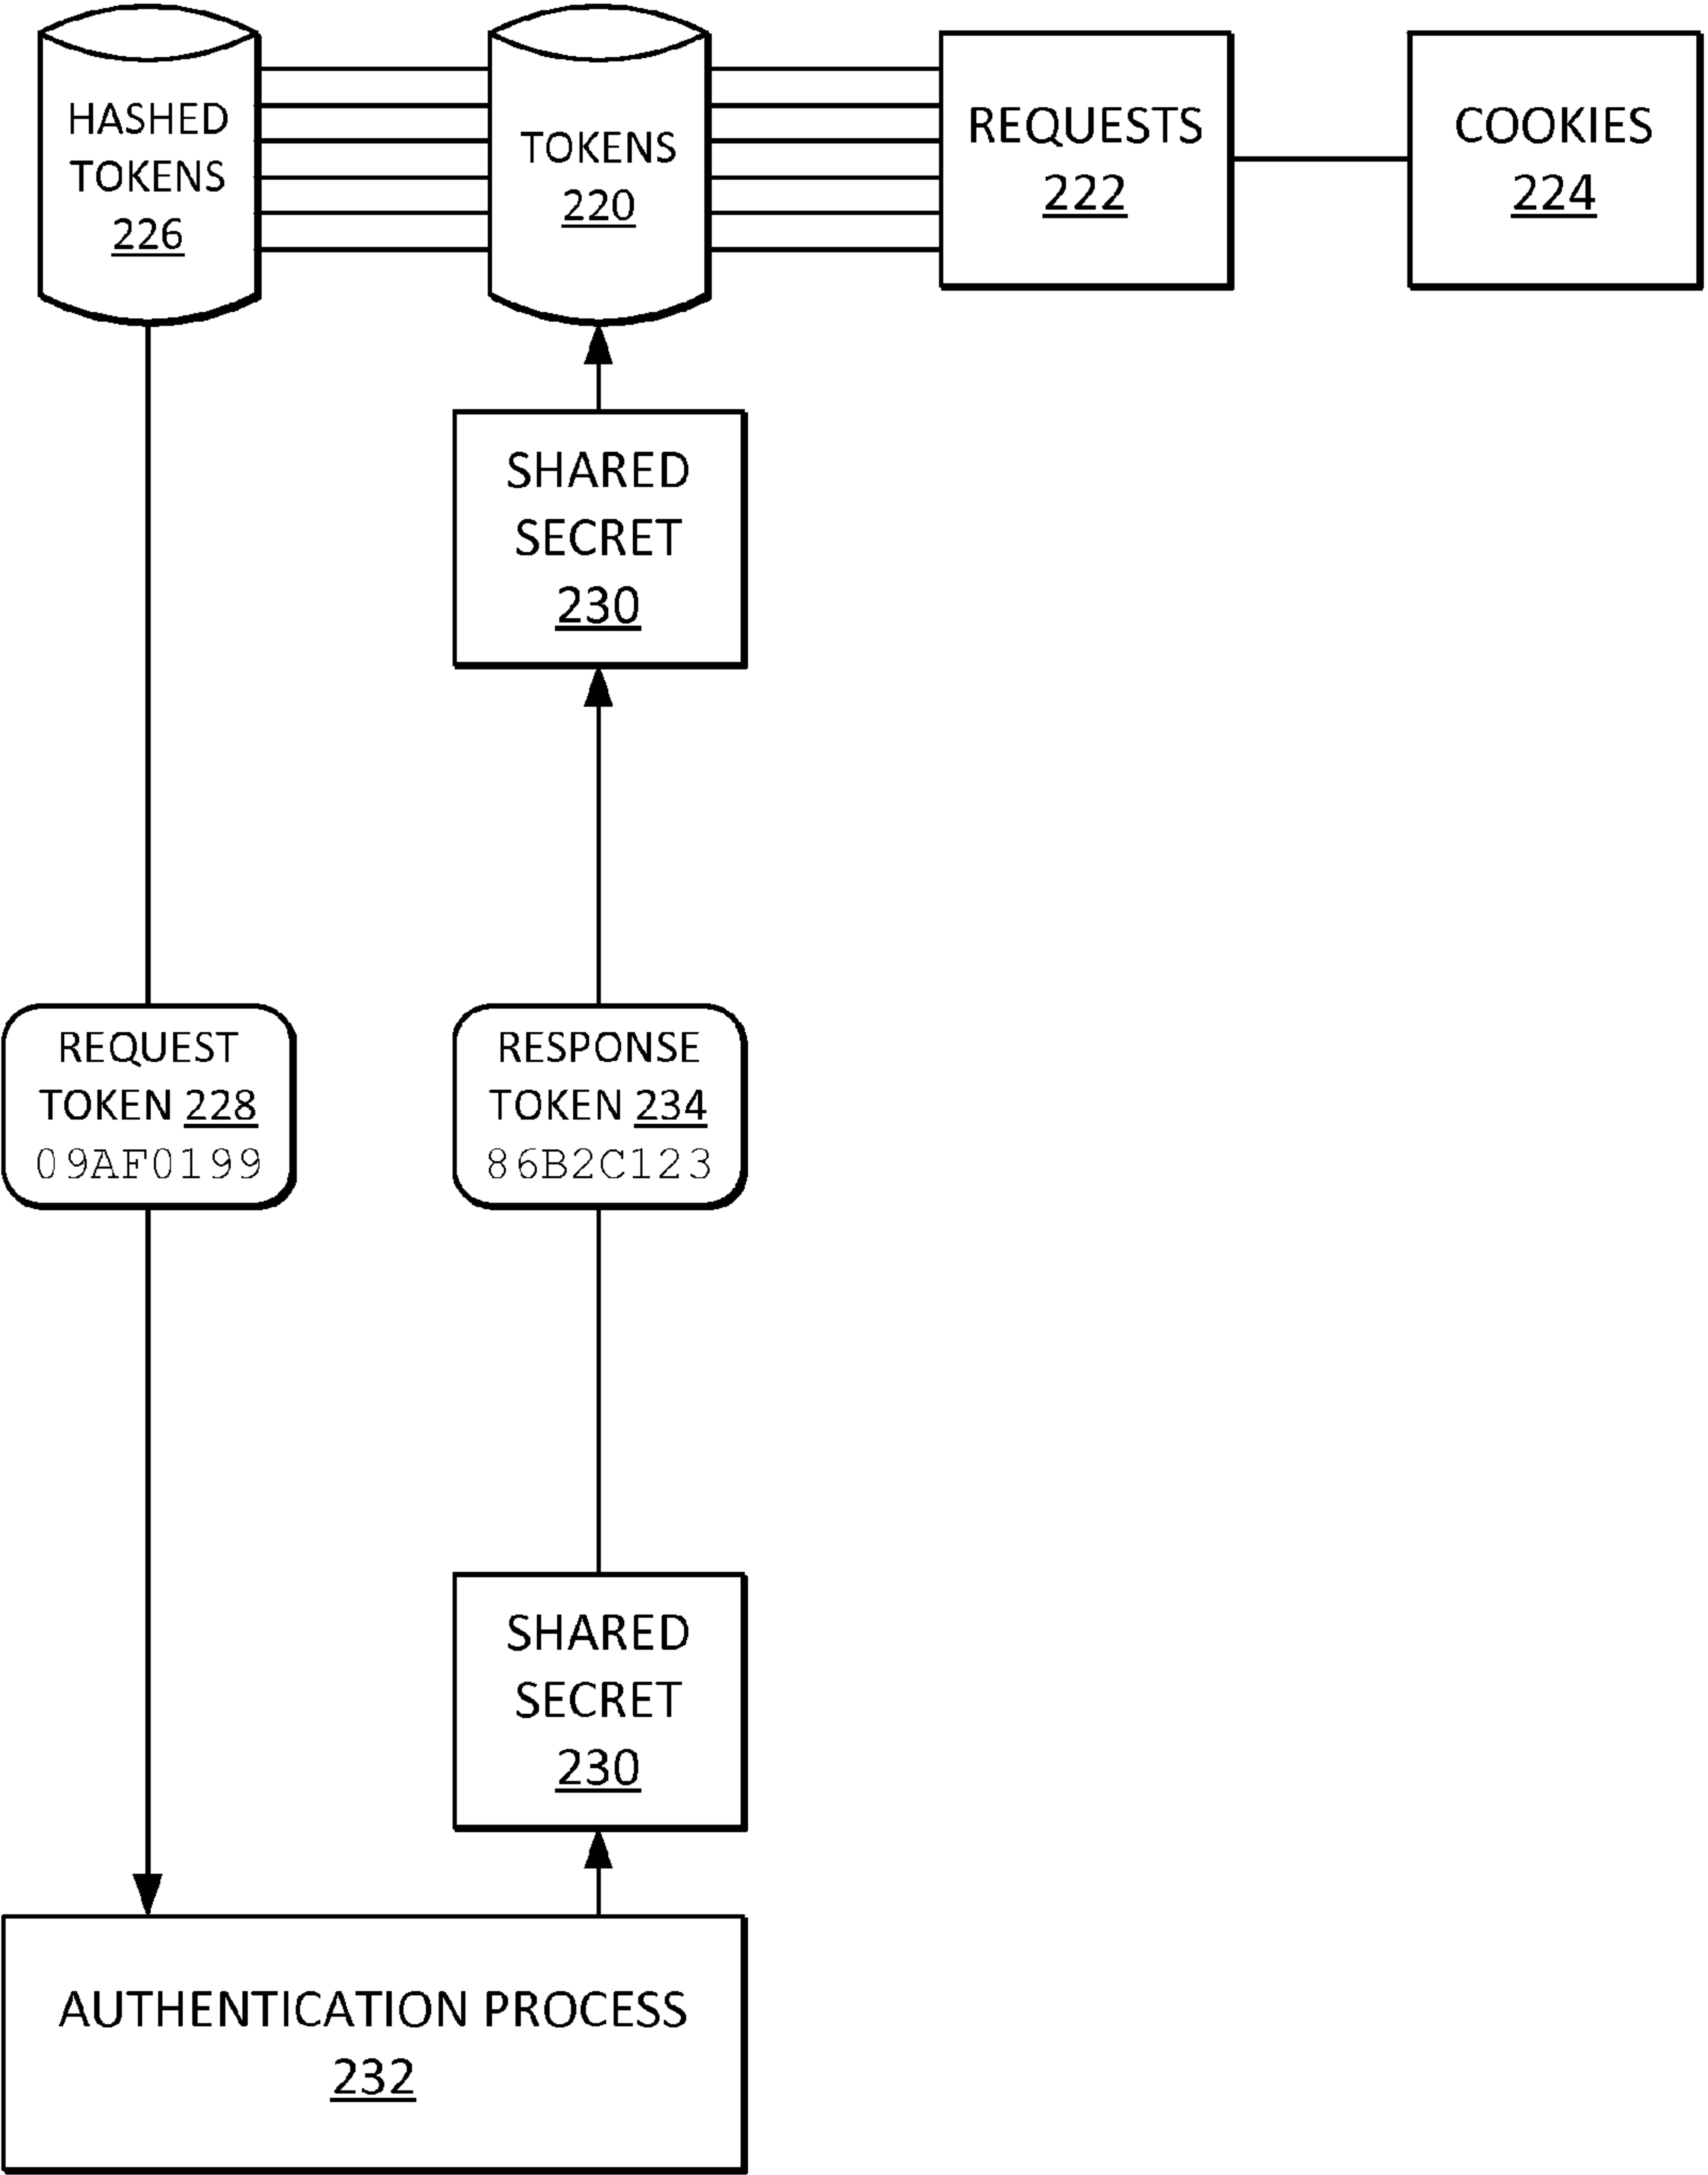 HASHED
TOKENS
226
TOKENS
220
REQUESTS
222
COOKIES
224
SHARED
SECRET
230
REQUEST
TOKEN 228
09AF0199
RESPONSE
TOKEN 234
86B2C123
SHARED
SECRET
230
AUTHENTICATION PROCESS
232